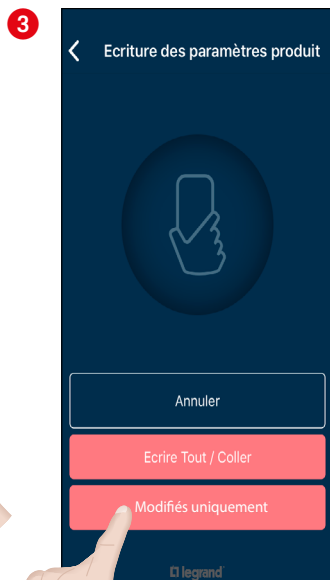 3
Ecriture des paramètres produit
Annuler
Ecrire Tout / Coller
Modifiés uniquement
legrand